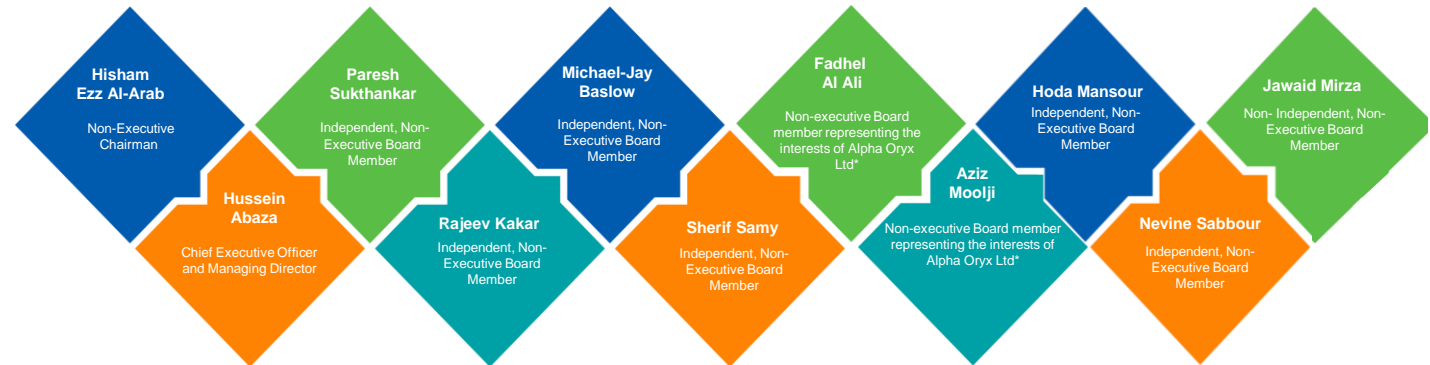 Hisham
Ezz Al-Arab
Non-Executive
Chairman
Hussein
Abaza
Chief Executive Officer
and Managing Director
Paresh
Sukthankar
Independent, Non-
Executive Board
Member
Rajeev Kakar
Independent, Non-
Executive Board
Member
Michael-Jay
Baslow
Independent, Non-
Executive Board
Member
Sherif Samy
Independent, Non-
Executive Board
Member
Fadhel
Al Ali
Non-executive Board
member representing the
interests of Alpha Oryx
Ltd*
Aziz
Moolji
Non-executive Board member
representing the interests of
Alpha Oryx Ltd*
Hoda Mansour
Independent, Non-
Executive Board
Member
Nevine Sabbour
Independent, Non-
Executive Board
Member
Jawaid Mirza
Non- Independent, Non-
Executive Board
Member